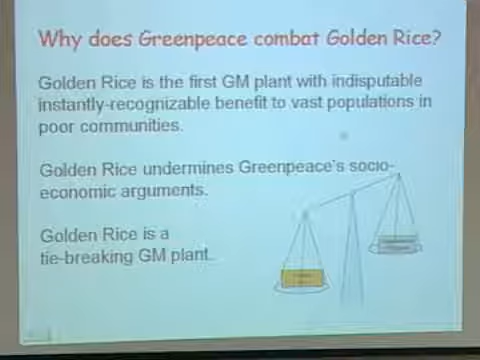 Why does Greenpeace combat Golden Rice?
Golden Rice is the first GM plant with indisputable
instantly-recognizable benefit to vast populations in
poor communities.
Golden Rice undermines Greenpeace's socio-
economic arguments.
Golden Rice is a
tie-breaking GM plant.